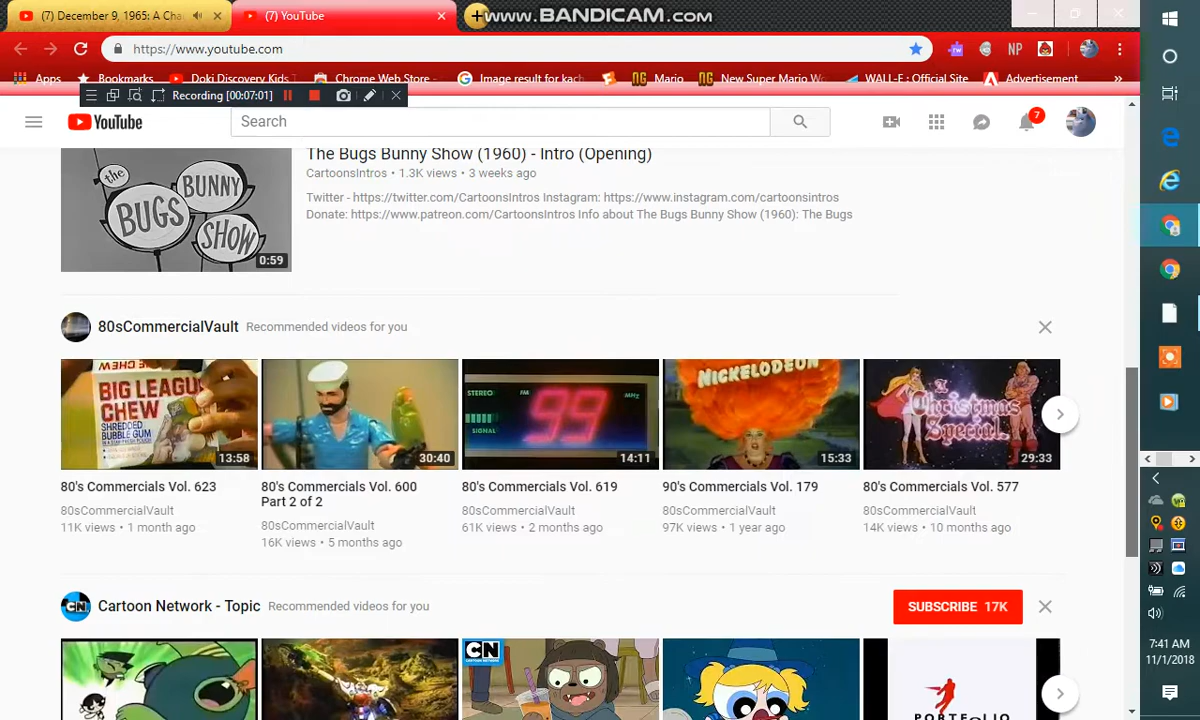 (7) December 9, 1965: A Cha
(7) YouTube
www.BANDICAM.com
https://www.youtube.com
NP
Apps
Bookmarks
Doki Discovery Kids
Chrome Web Store -
Image result for kach
Mario
New Super Mario Wo
WALL-E : Official Site
Advertisement
»
Recording [00:07:01]
YouTube
Search
7
the BUGS BUNNY SHOW
0:59
The Bugs Bunny Show (1960) - Intro (Opening)
CartoonsIntros • 1.3K views • 3 weeks ago
Twitter - https://twitter.com/CartoonsIntros Instagram: https://www.instagram.com/cartoonsintros
Donate: https://www.patreon.com/CartoonsIntros Info about The Bugs Bunny Show (1960): The Bugs
80sCommercialVault Recommended videos for you
CHEW
BIG LEAGU
CHEW
SHREDDED
BUBBLE GUM
13:58
30:40
STEREO
FM
MHz
99
SIGNAL
14:11
NICKELODEON
15:33
A Christmas Special
29:33
80's Commercials Vol. 623
80sCommercialVault
11K views • 1 month ago
80's Commercials Vol. 600
Part 2 of 2
80sCommercialVault
16K views • 5 months ago
80's Commercials Vol. 619
80sCommercialVault
61K views • 2 months ago
90's Commercials Vol. 179
80sCommercialVault
97K views • 1 year ago
80's Commercials Vol. 577
80sCommercialVault
14K views • 10 months ago
CN
Cartoon Network - Topic Recommended videos for you
SUBSCRIBE 17K
CN
PORTFOLIO
7:41 AM
11/1/2018